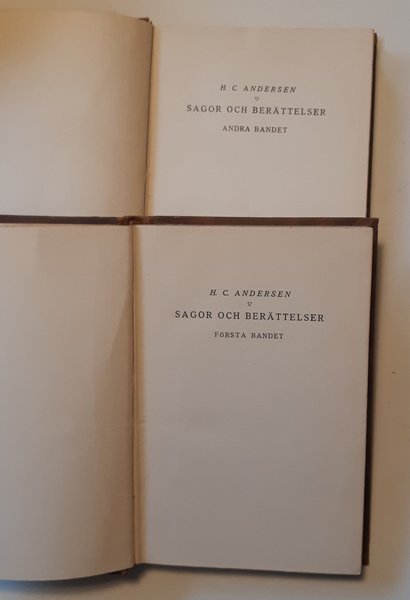 H. C. ANDERSEN
SAGOR OCH BERÄTTELSER
ANDRA BANDET
H. C. ANDERSEN
SAGOR OCH BERÄTTELSER
FÖRSTA BANDET